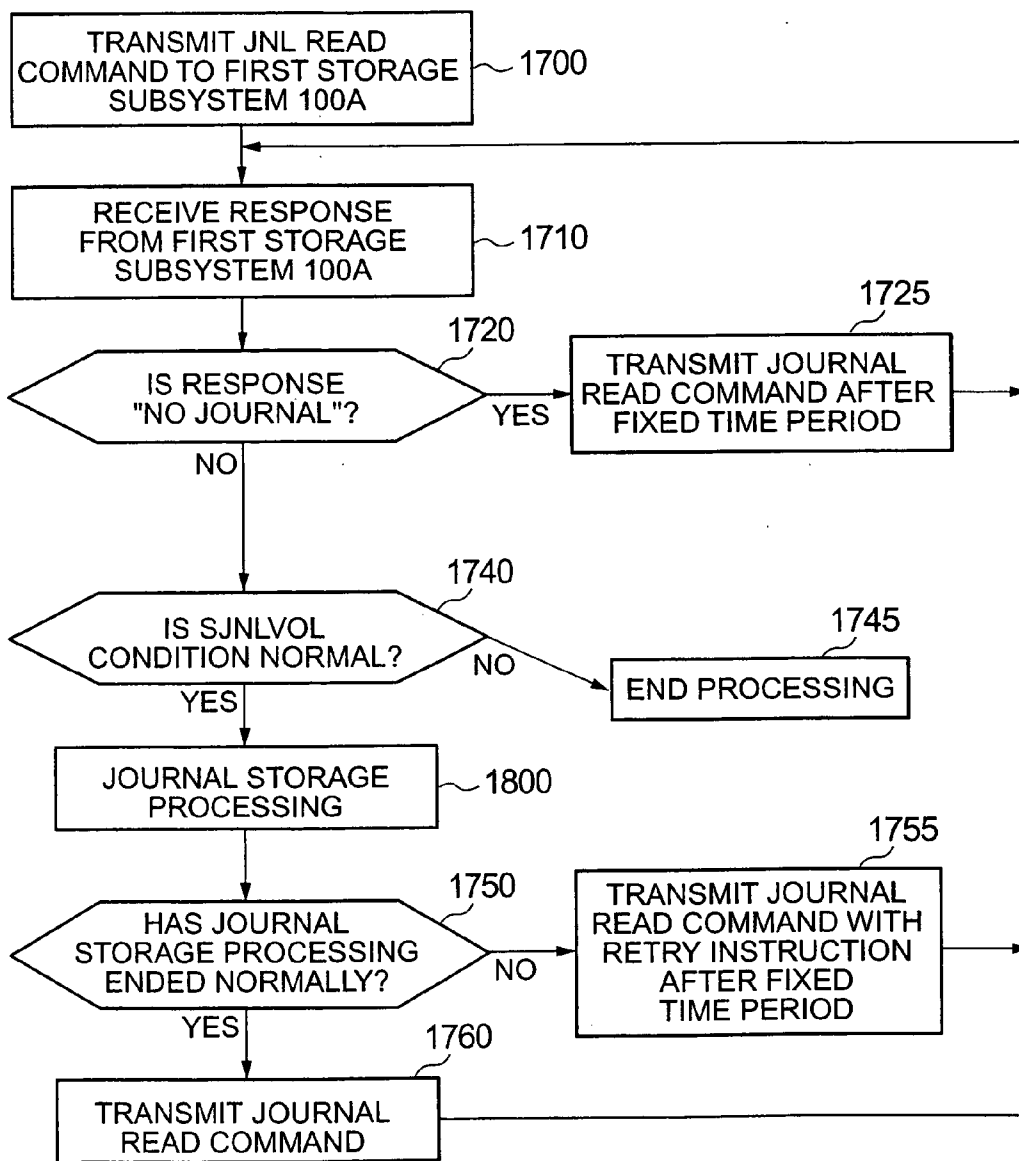 TRANSMIT JNL READ
COMMAND TO FIRST STORAGE
SUBSYSTEM 100A
1700
RECEIVE RESPONSE
FROM FIRST STORAGE
SUBSYSTEM 100A
1710
1720
IS RESPONSE
"NO JOURNAL"?
YES
NO
1725
TRANSMIT JOURNAL
READ COMMAND AFTER
FIXED TIME PERIOD
1740
IS SJNLVOL
CONDITION NORMAL?
NO
YES
1745
END PROCESSING
JOURNAL STORAGE
PROCESSING
1800
1750
HAS JOURNAL
STORAGE PROCESSING
ENDED NORMALLY?
NO
YES
1755
TRANSMIT JOURNAL
READ COMMAND WITH
RETRY INSTRUCTION
AFTER FIXED
TIME PERIOD
1760
TRANSMIT JOURNAL
READ COMMAND